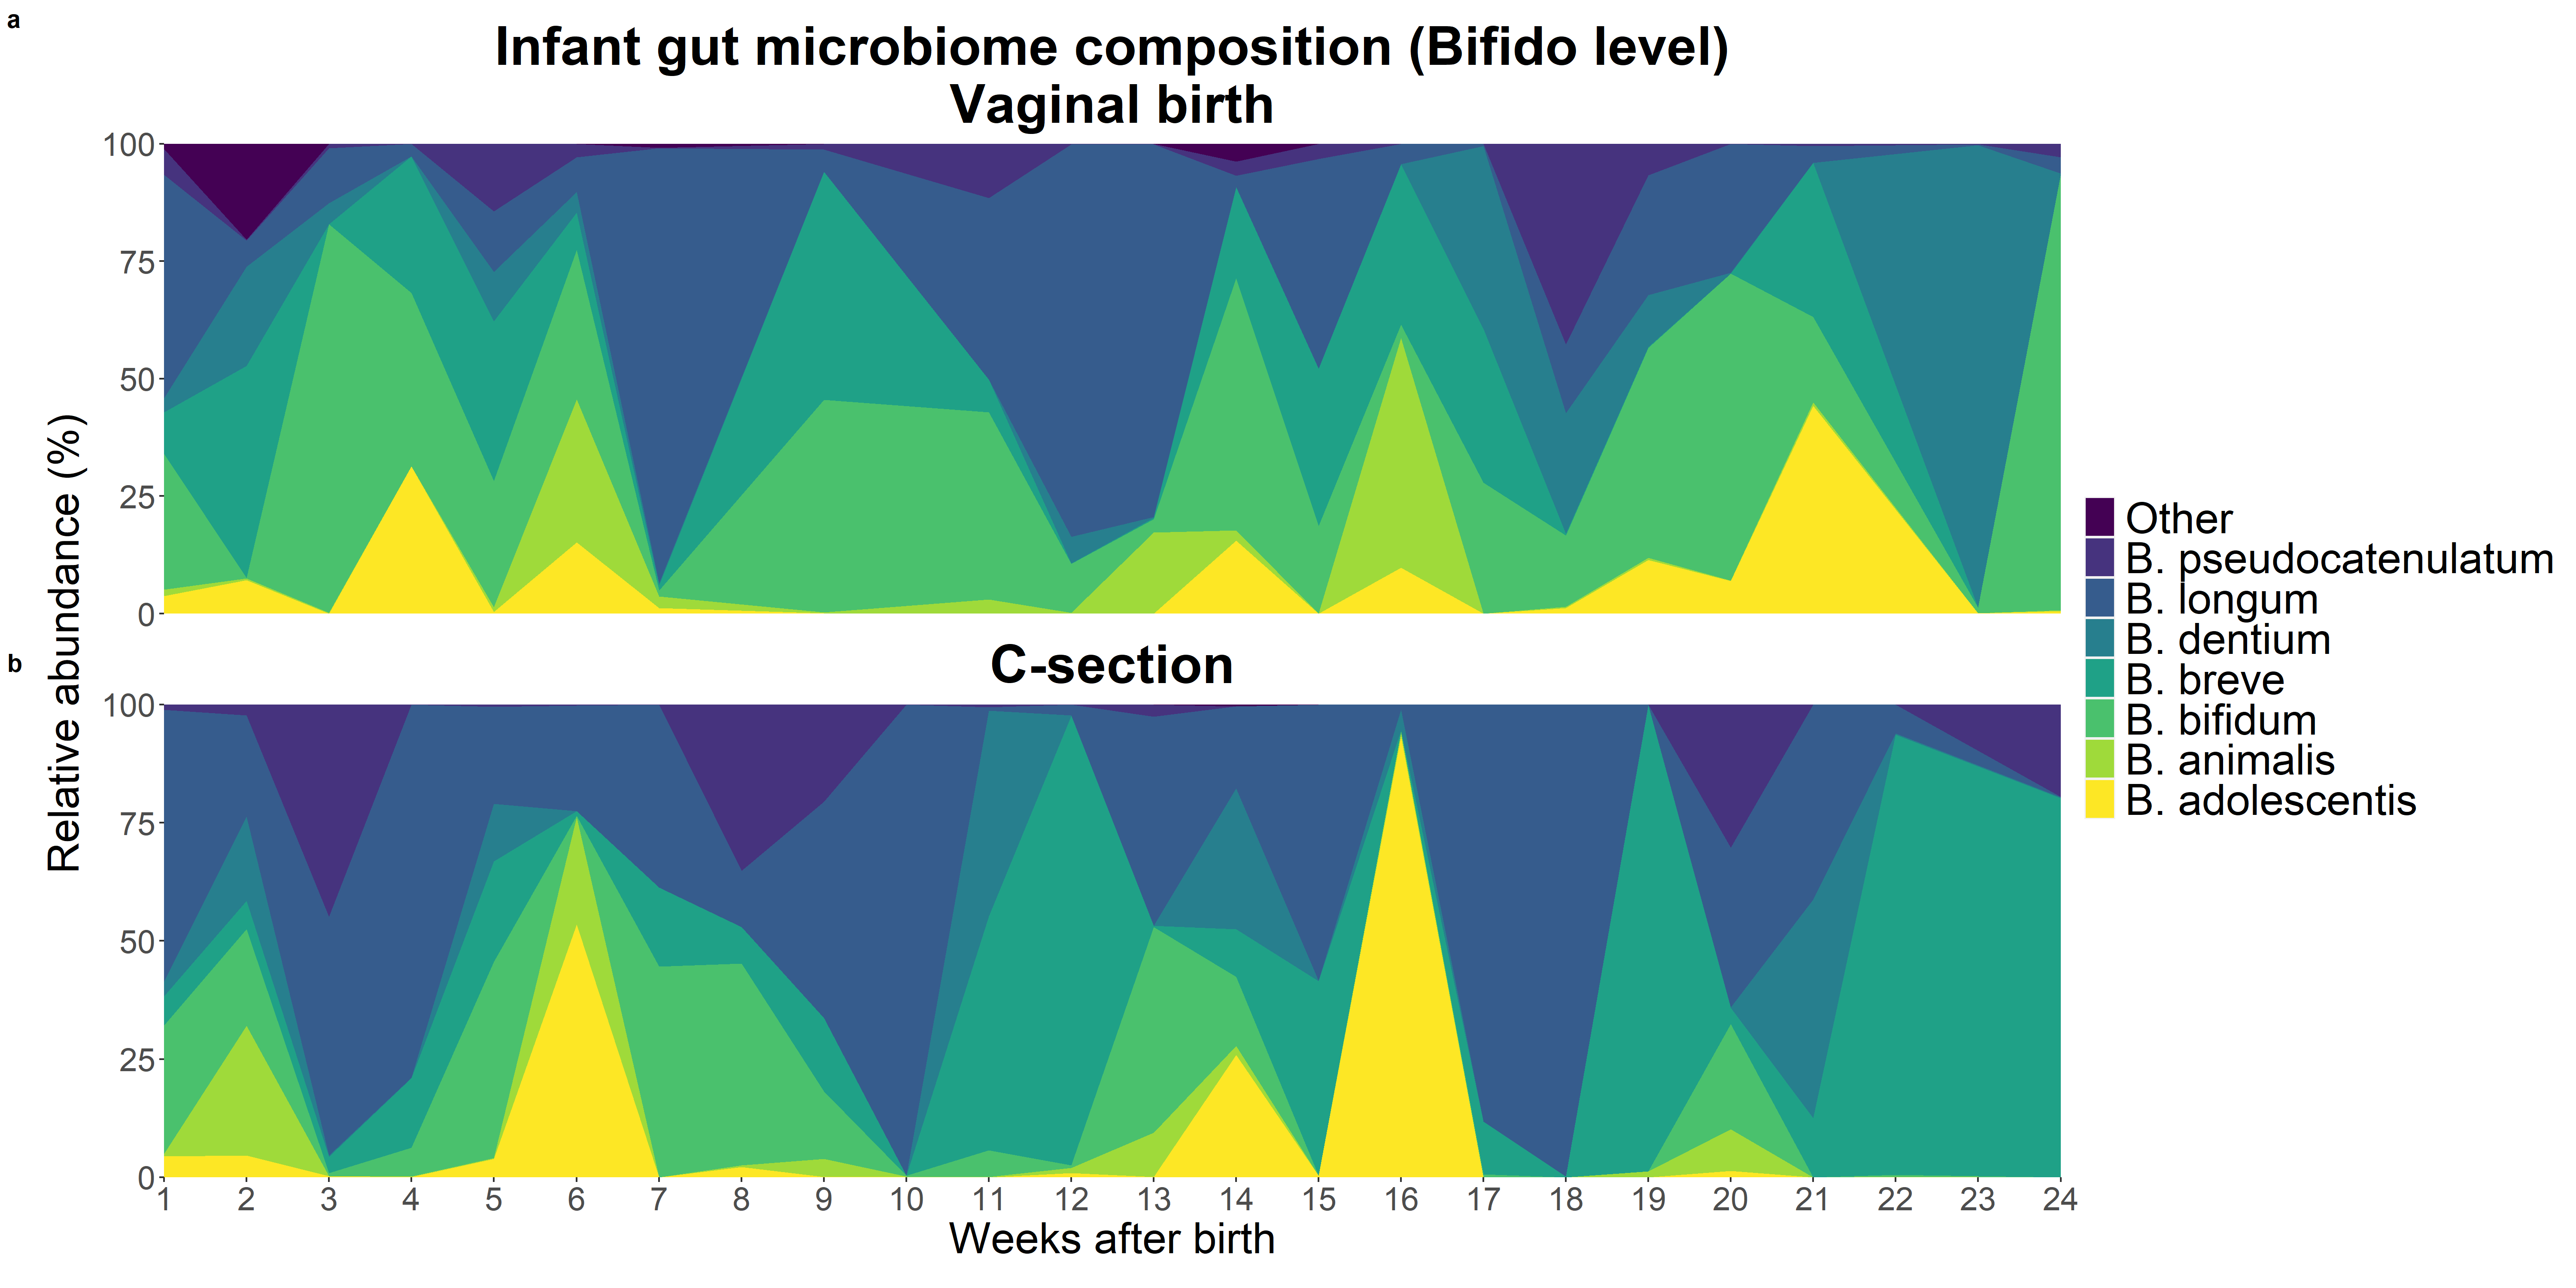 a
Infant gut microbiome composition (Bifido level)
Vaginal birth
100
75
50
25
0
Relative abundance (%)
b
C-section
100
75
50
25
0
1 2 3 4 5 6 7 8 9 10 11 12 13 14 15 16 17 18 19 20 21 22 23 24
Weeks after birth
Other
B. pseudocatenulatum
B. longum
B. dentium
B. breve
B. bifidum
B. animalis
B. adolescentis